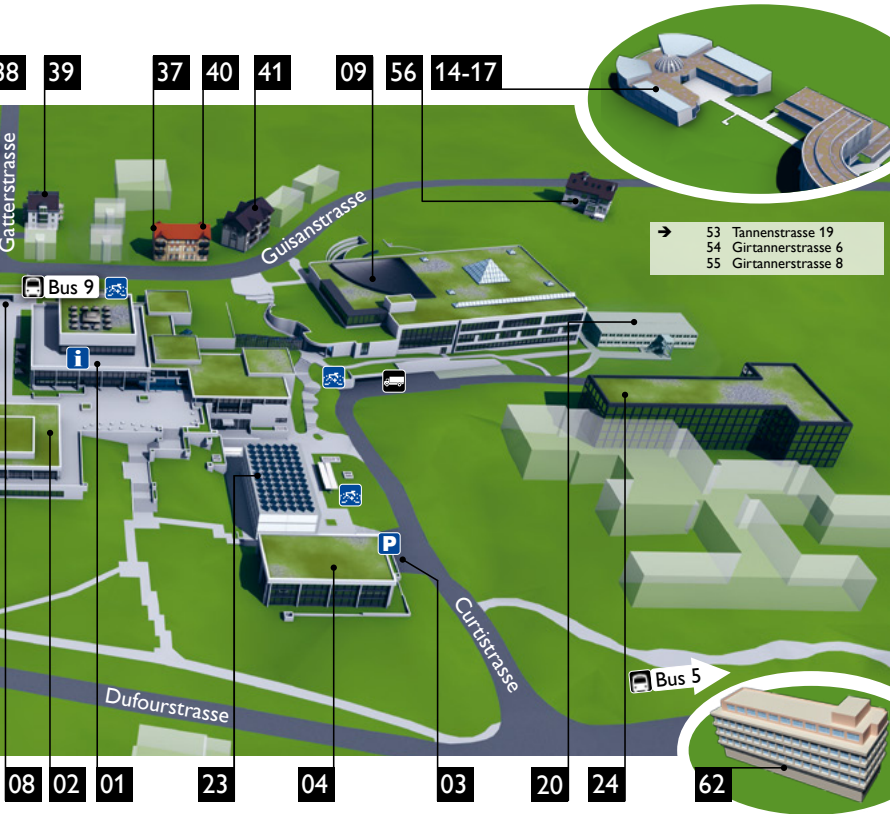 38 39 37 40 41 09 56 14-17
Gatterstrasse
Guisanstrasse
➔ 53 Tannenstrasse 19
54 Girtannerstrasse 6
55 Girtannerstrasse 8
Bus 9
i
P
Curtistrasse
Bus 5
Dufourstrasse
08 02 01 23 04 03 20 24 62